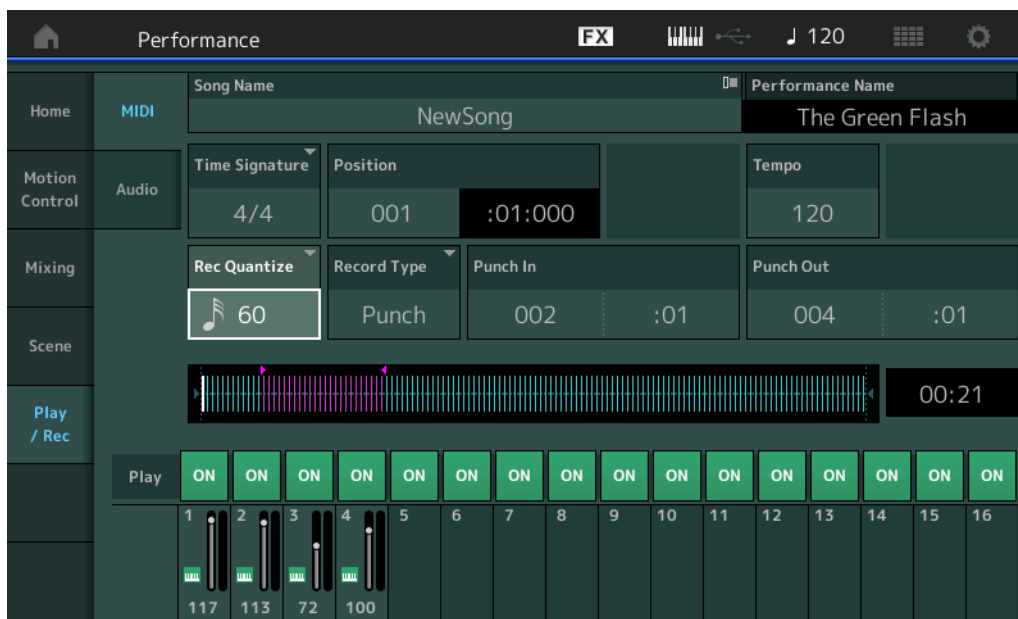 Performance FX ♩ 120
Song Name Performance Name
Home MIDI NewSong The Green Flash
Time Signature Position Tempo
Motion
Control Audio 4/4 001 :01:000 120
Rec Quantize Record Type Punch In Punch Out
Mixing
60 Punch 002 :01 004 :01
Scene
Play
/ Rec
00:21
Play ON ON ON ON ON ON ON ON ON ON ON ON ON ON ON ON
1 2 3 4 5 6 7 8 9 10 11 12 13 14 15 16
117 113 72 100